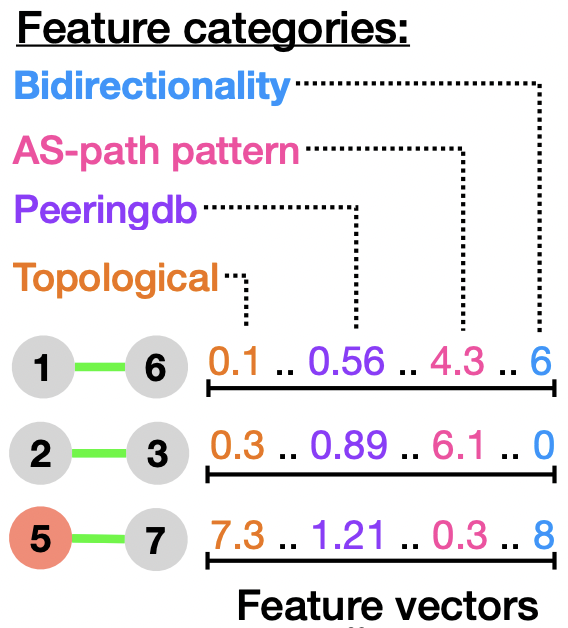 Feature categories:
Bidirectionality
AS-path pattern
Peeringdb
Topological
1 6 0.1 .. 0.56 .. 4.3 .. 6
2 3 0.3 .. 0.89 .. 6.1 .. 0
5 7 7.3 .. 1.21 .. 0.3 .. 8
Feature vectors